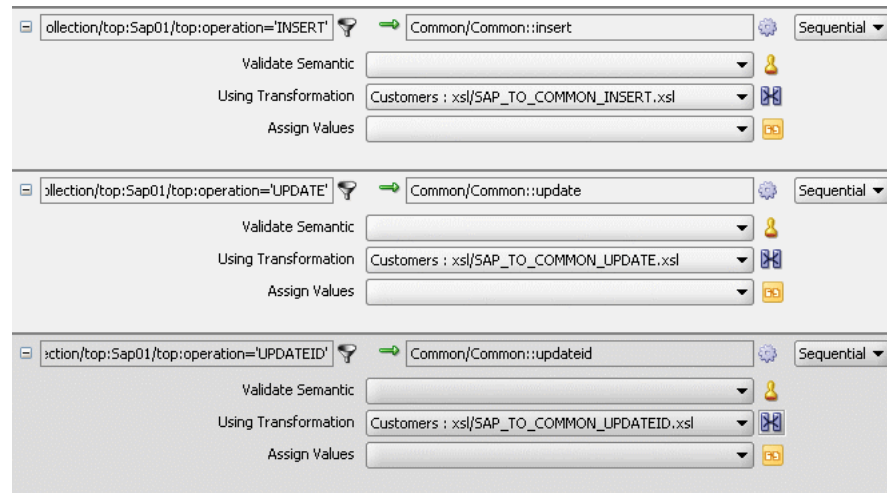 ollection/top:Sap01/top:operation='INSERT' Common/Common::insert Sequential
Validate Semantic
Using Transformation Customers : xsl/SAP_TO_COMMON_INSERT.xsl
Assign Values
ollection/top:Sap01/top:operation='UPDATE' Common/Common::update Sequential
Validate Semantic
Using Transformation Customers : xsl/SAP_TO_COMMON_UPDATE.xsl
Assign Values
ection/top:Sap01/top:operation='UPDATEID' Common/Common::updateid Sequential
Validate Semantic
Using Transformation Customers : xsl/SAP_TO_COMMON_UPDATEID.xsl
Assign Values